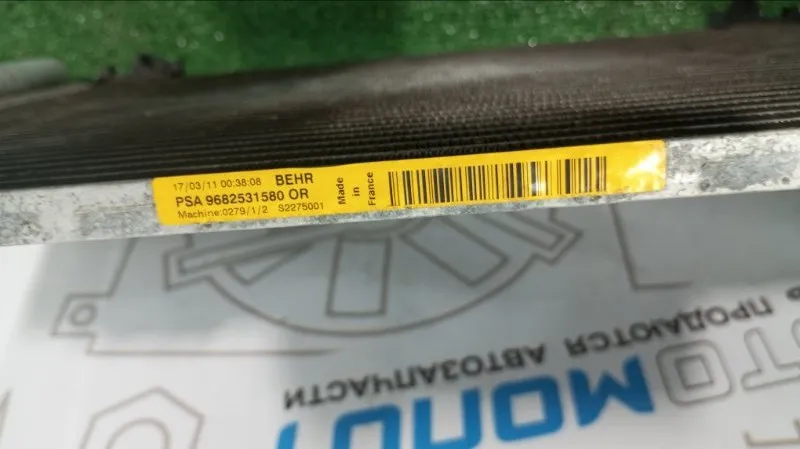 17/03/11 00:38:08 BEHR
PSA 9682531580 OR
Machine:0279/1/2 S2275001
Made
in
France
ПРОДАЮТСЯ АВТОЗАПЧАСТИ